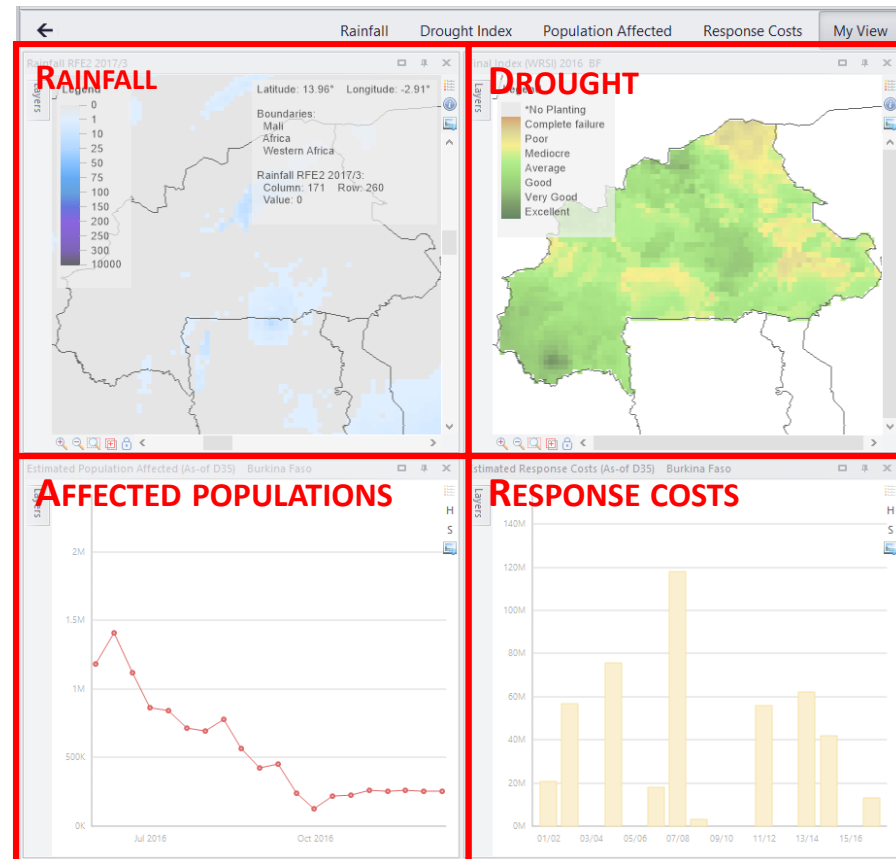 Rainfall Drought Index Population Affected Response Costs My View
Rainfall RFE2 2017/3
RAINFALL
Layers
Legend
0
1
10
25
50
75
100
150
200
250
300
10000
Latitude: 13.96° Longitude: -2.91°
Boundaries:
Mali
Africa
Western Africa
Rainfall RFE2 2017/3:
Column: 171 Row: 260
Value: 0
Final Index (WRSI) 2016 BF
DROUGHT
Layers
*No Planting
Complete failure
Poor
Mediocre
Average
Good
Very Good
Excellent
Estimated Population Affected (As-of D35) Burkina Faso
AFFECTED POPULATIONS
Layers
H
S
2M
1.5M
1M
500K
0K
Jul 2016 Oct 2016
Estimated Response Costs (As-of D35) Burkina Faso
RESPONSE COSTS
Layers
H
S
140M
120M
100M
80M
60M
40M
20M
0M
01/02 03/04 05/06 07/08 09/10 11/12 13/14 15/16